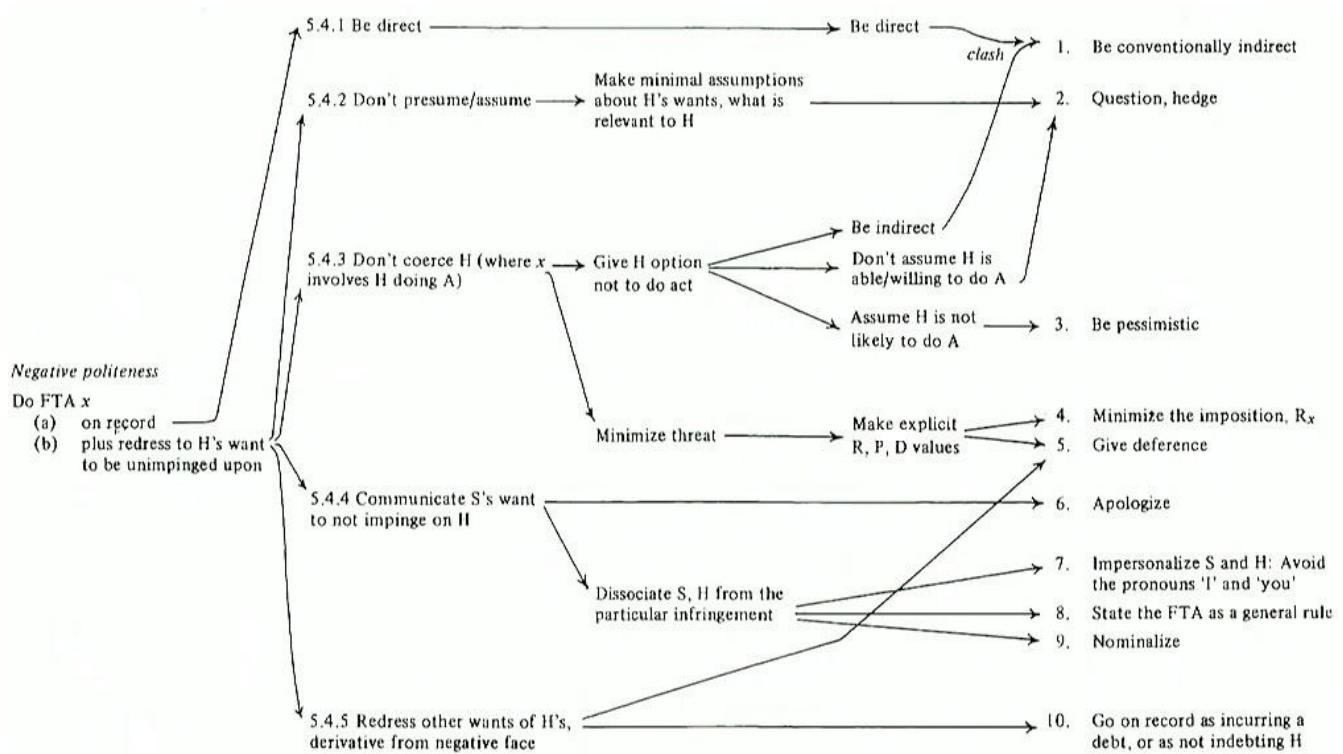 5.4.1 Be direct
Be direct
clash
1. Be conventionally indirect
5.4.2 Don't presume/assume
Make minimal assumptions
about H's wants, what is
relevant to H
2. Question, hedge
5.4.3 Don't coerce H (where x
involves H doing A)
Give H option
not to do act
Be indirect
Don't assume H is
able/willing to do A
Assume H is not
likely to do A
3. Be pessimistic
Negative politeness
Do FTA x
(a) on record
(b) plus redress to H's want
to be unimpinged upon
Minimize threat
Make explicit
R, P, D values
4. Minimize the imposition, Rx
5. Give deference
5.4.4 Communicate S's want
to not impinge on H
6. Apologize
Dissociate S, H from the
particular infringement
7. Impersonalize S and H: Avoid
the pronouns 'I' and 'you'
8. State the FTA as a general rule
9. Nominalize
5.4.5 Redress other wants of H's,
derivative from negative face
10. Go on record as incurring a
debt, or as not indebting H